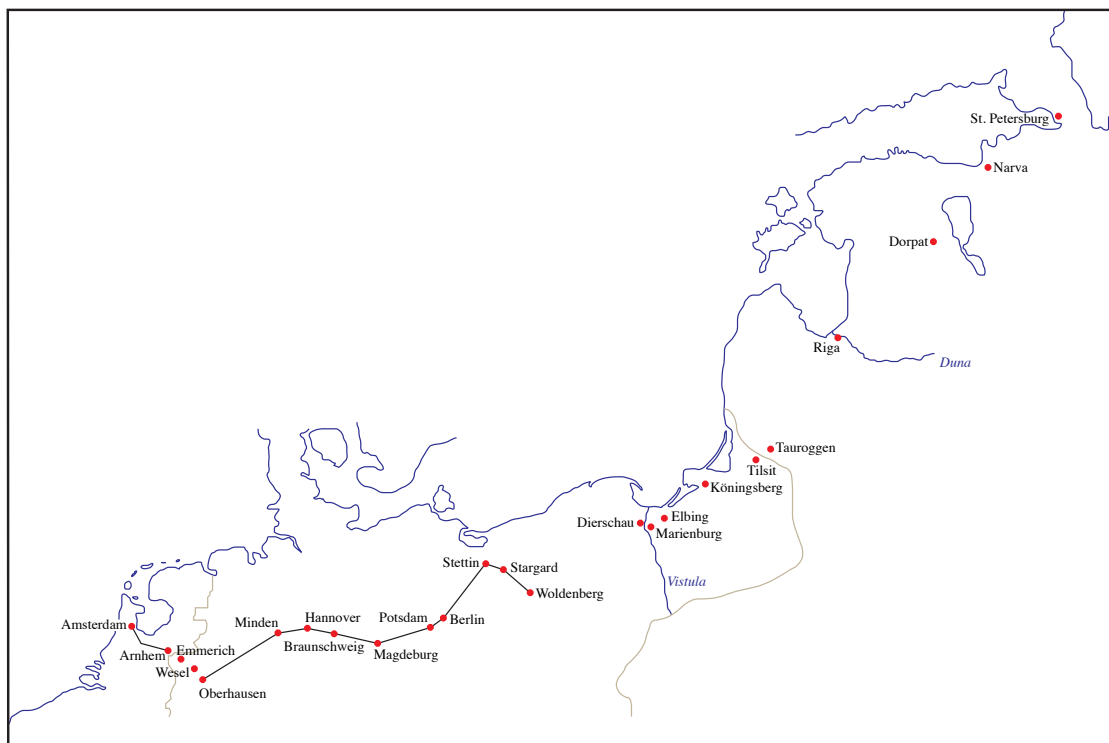 St. Petersburg
Narva
Dorpat
Riga
Duna
Tauroggen
Tilsit
Köningsberg
Elbing
Dierschau
Marienburg
Stettin
Stargard
Vistula
Woldenberg
Hannover
Potsdam
Berlin
Minden
Amsterdam
Braunschweig
Emmerich
Arnhem
Magdeburg
Wesel
Oberhausen